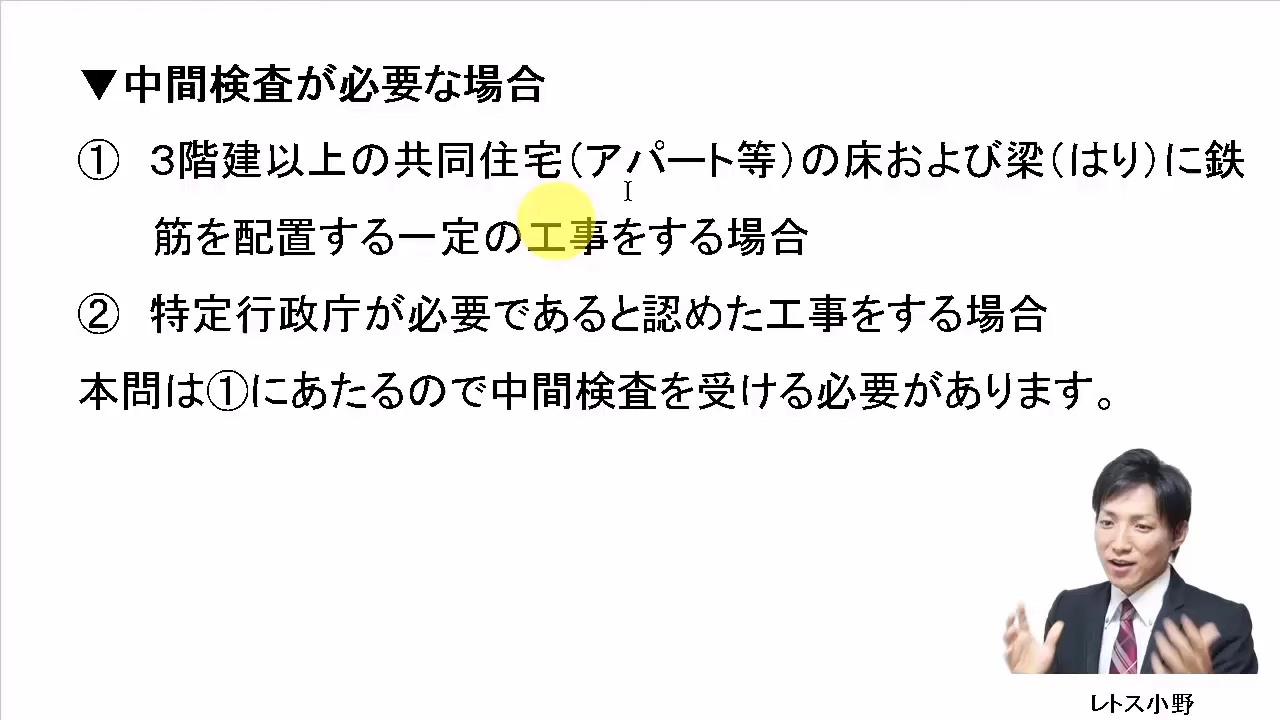 ▼中間検査が必要な場合
① ３階建以上の共同住宅（アパート等）の床および梁（はり）に鉄
筋を配置する一定の工事をする場合
② 特定行政庁が必要であると認めた工事をする場合
本問は①にあたるので中間検査を受ける必要があります。
レトス小野